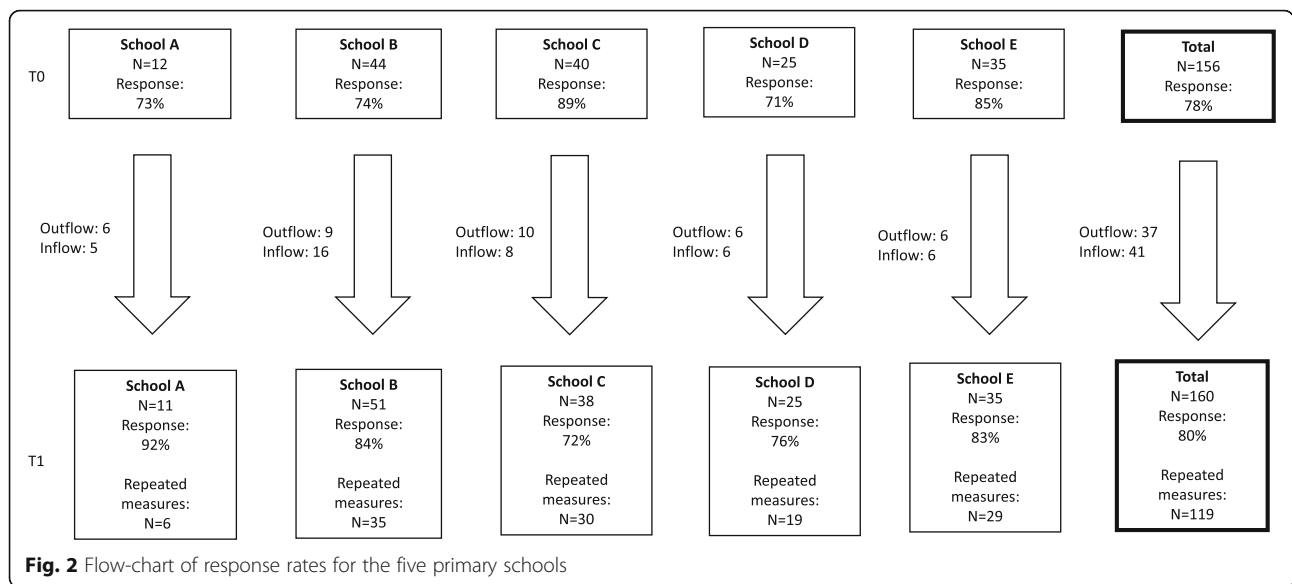 T0
School A
N=12
Response:
73%
School B
N=44
Response:
74%
School C
N=40
Response:
89%
School D
N=25
Response:
71%
School E
N=35
Response:
85%
Total
N=156
Response:
78%
Outflow: 6
Inflow: 5
Outflow: 9
Inflow: 16
Outflow: 10
Inflow: 8
Outflow: 6
Inflow: 6
Outflow: 6
Inflow: 6
Outflow: 37
Inflow: 41
T1
School A
N=11
Response:
92%
Repeated
measures:
N=6
School B
N=51
Response:
84%
Repeated
measures:
N=35
School C
N=38
Response:
72%
Repeated
measures:
N=30
School D
N=25
Response:
76%
Repeated
measures:
N=19
School E
N=35
Response:
83%
Repeated
measures:
N=29
Total
N=160
Response:
80%
Repeated
measures:
N=119
Fig. 2 Flow-chart of response rates for the five primary schools